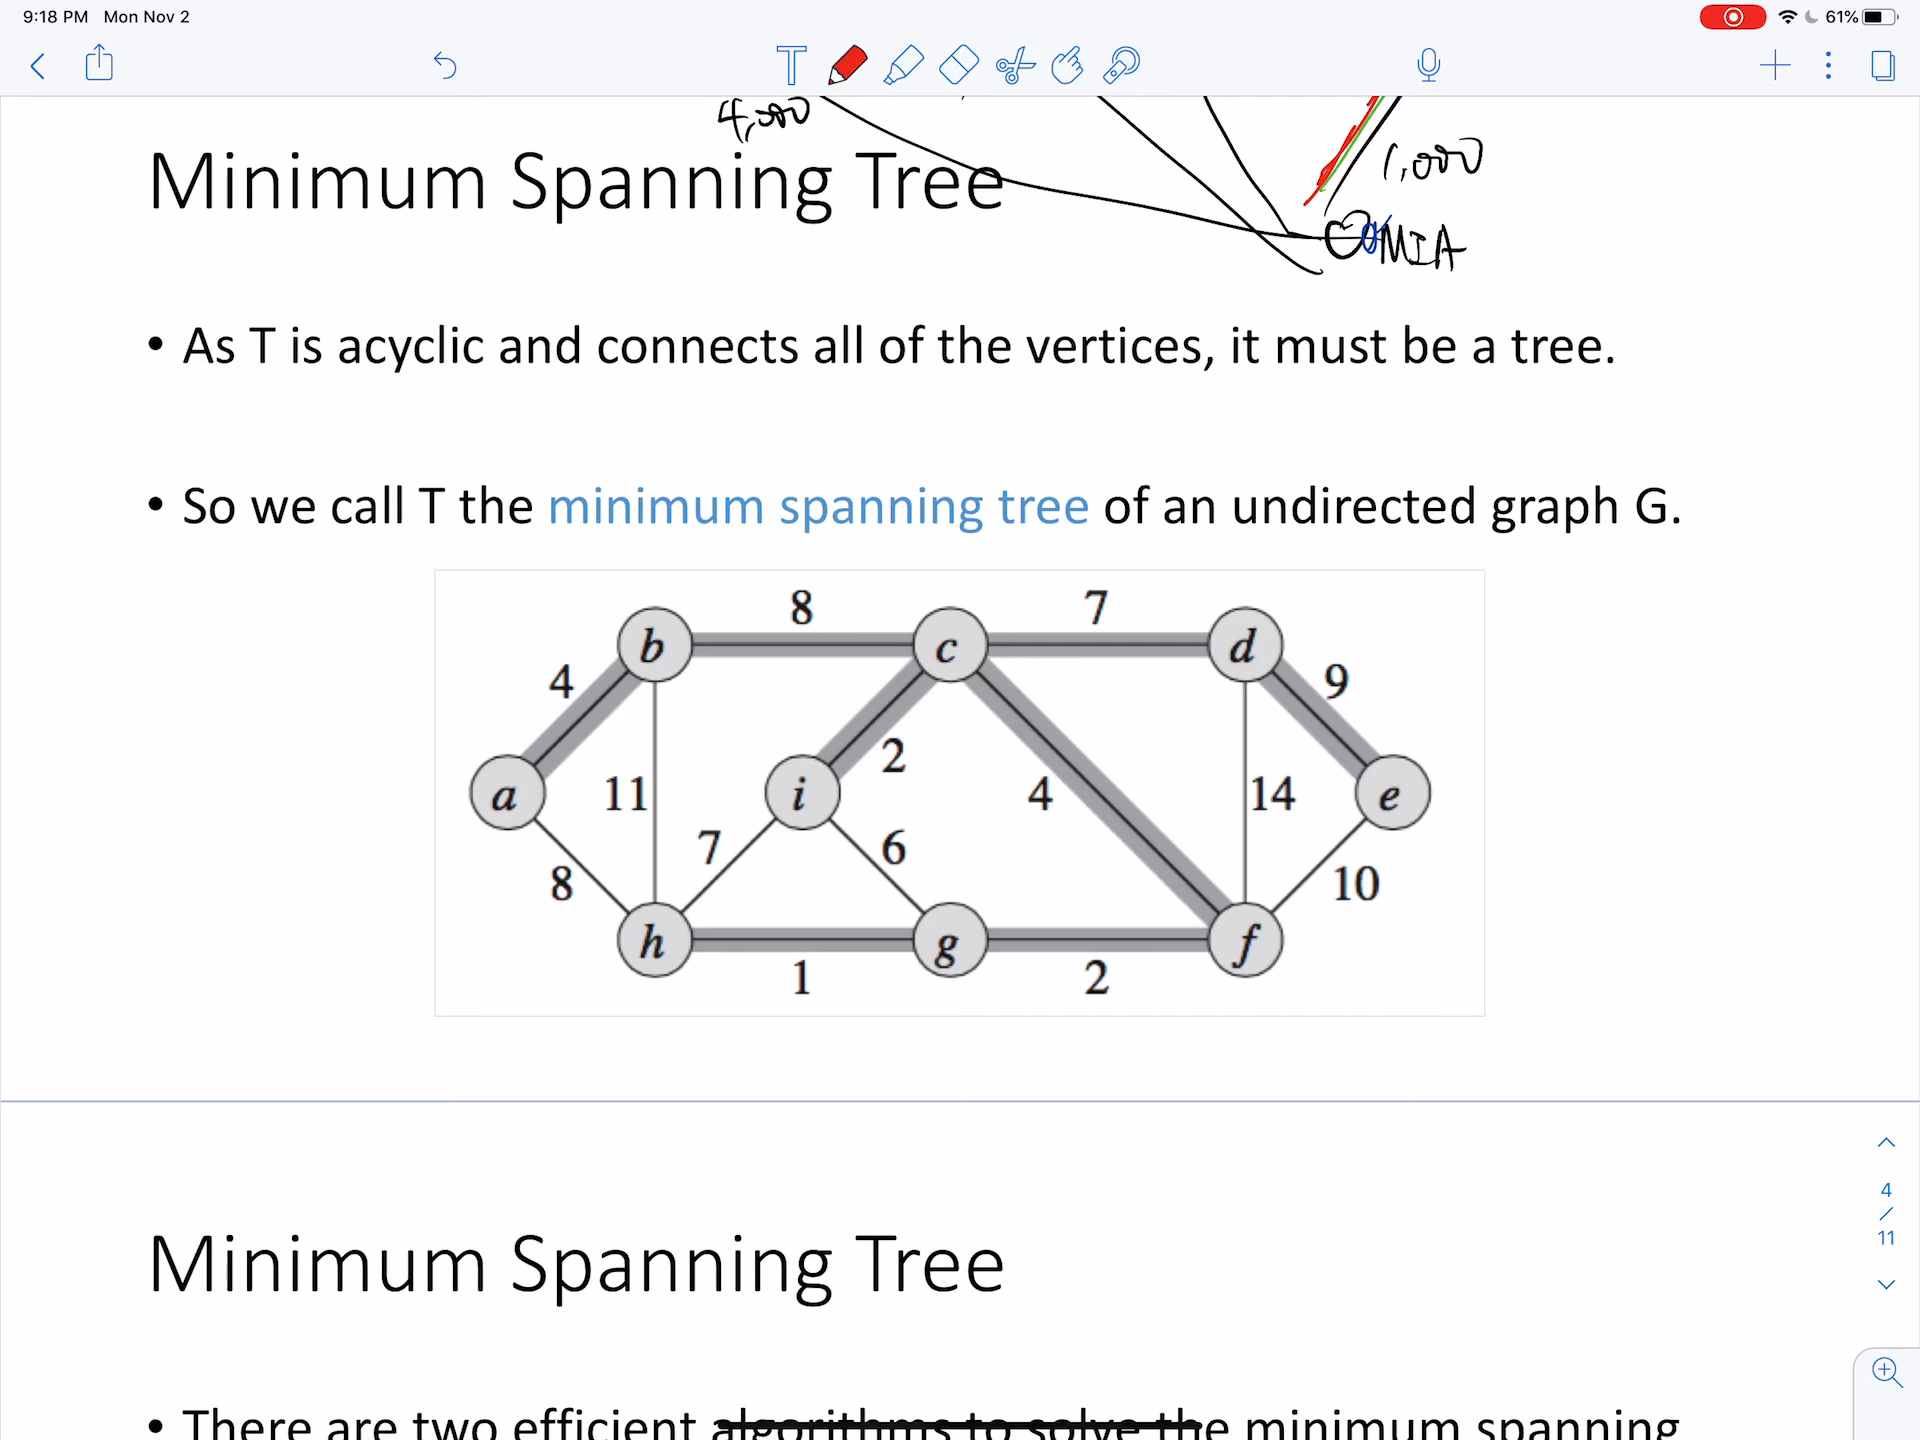 9:18 PM Mon Nov 2
61%
4,000
1,000
Minimum Spanning Tree
MIA
• As T is acyclic and connects all of the vertices, it must be a tree.
• So we call T the minimum spanning tree of an undirected graph G.
8 7
b c d
4 9
2
a 11 i 4 14 e
7 6
8 10
h g f
1 2
4
/
11
Minimum Spanning Tree
• There are two efficient algorithms to solve the minimum spanning